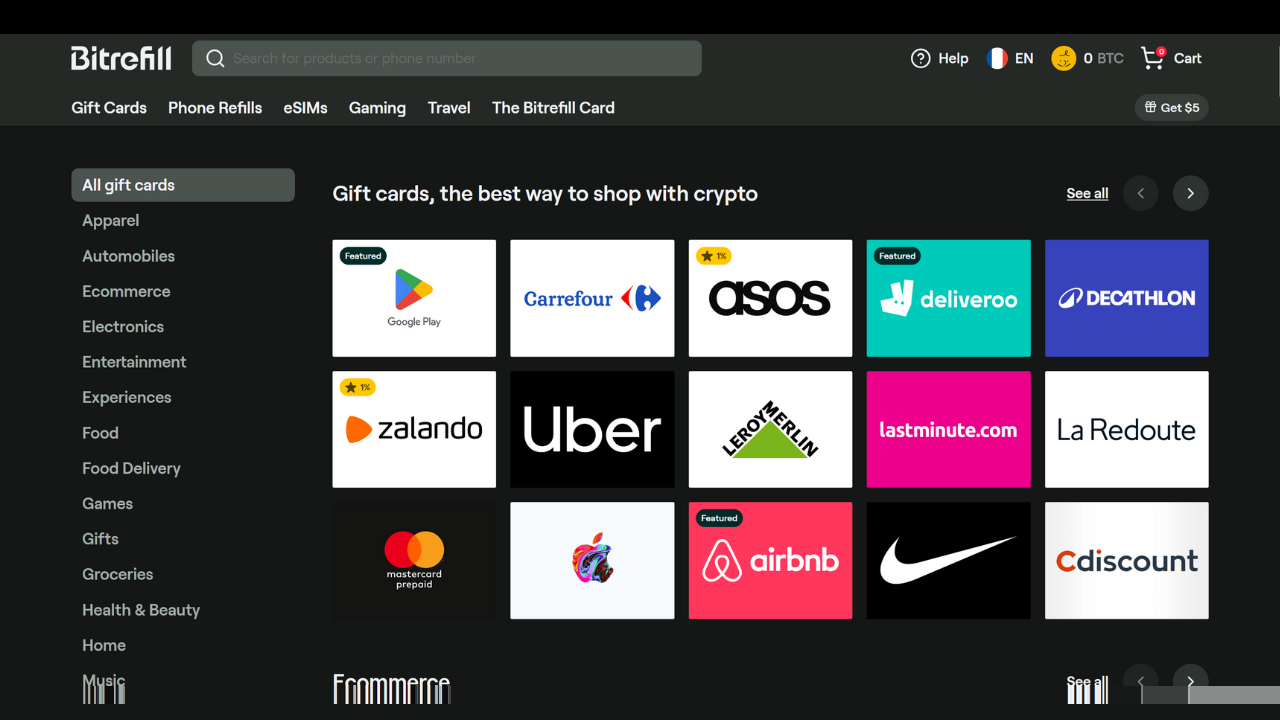 Bitrefill
Search for products or phone number
Help
EN
0 BTC
0
Cart
Gift Cards
Phone Refills
eSIMs
Gaming
Travel
The Bitrefill Card
Get $5
All gift cards
Apparel
Automobiles
Ecommerce
Electronics
Entertainment
Experiences
Food
Food Delivery
Games
Gifts
Groceries
Health & Beauty
Home
Music
Gift cards, the best way to shop with crypto
See all
Featured
Google Play
Carrefour
1%
asos
Featured
deliveroo
DECATHLON
1%
zalando
Uber
LEROY MERLIN
lastminute.com
La Redoute
mastercard
prepaid
Featured
airbnb
Cdiscount
Ecommerce
See all